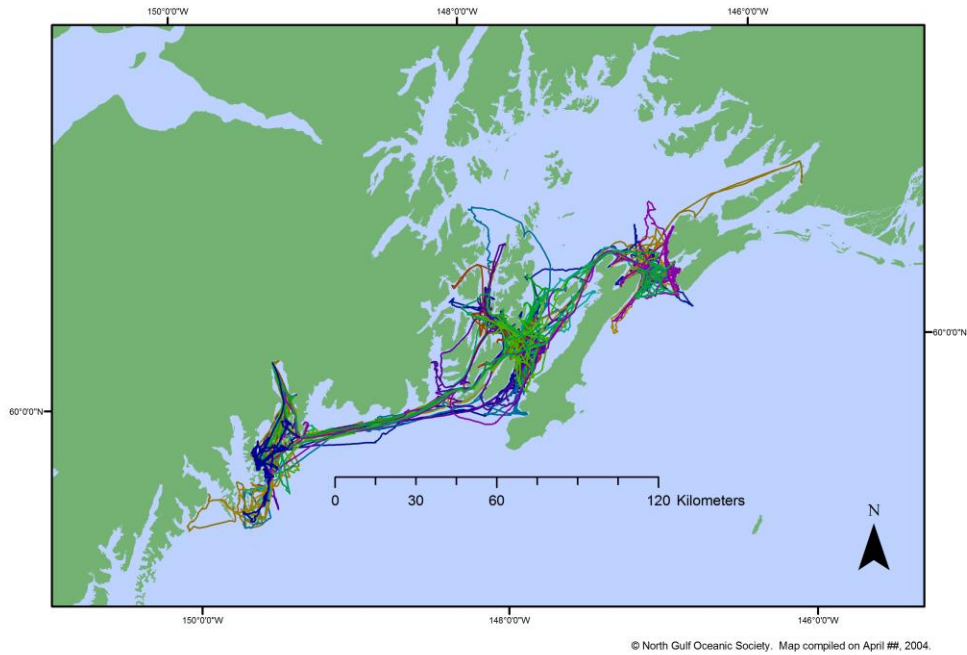 150°0'0"W 148°0'0"W 146°0'0"W
60°0'0"N
60°0'0"N
0 30 60 120 Kilometers
N
150°0'0"W 148°0'0"W 146°0'0"W
© North Gulf Oceanic Society. Map compiled on April ##, 2004.